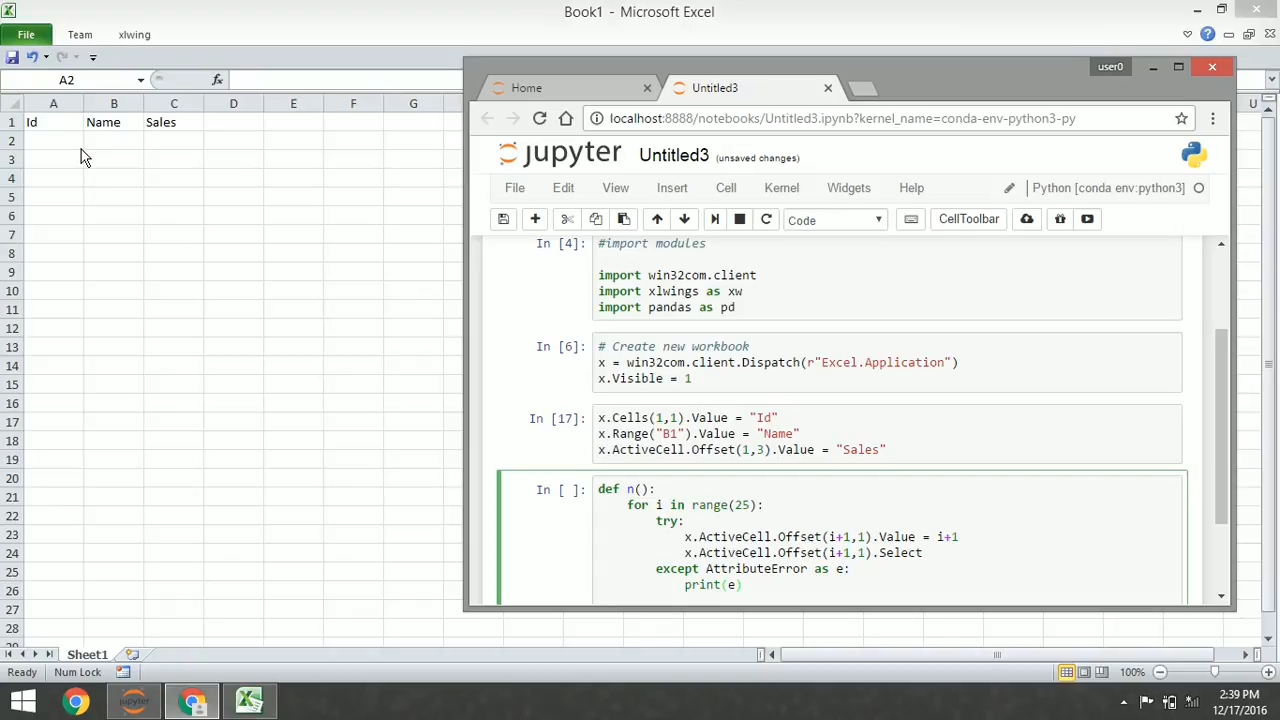 Book1 - Microsoft Excel
File Team xlwing
A2 fx
A B C D E F G U
1 Id Name Sales
2
3
4
5
6
7
8
9
10
11
12
13
14
15
16
17
18
19
20
21
22
23
24
25
26
27
28
29
Sheet1
Ready Num Lock 100%
user0
Home Untitled3
localhost:8888/notebooks/Untitled3.ipynb?kernel_name=conda-env-python3-py
jupyter Untitled3 (unsaved changes)
File Edit View Insert Cell Kernel Widgets Help Python [conda env:python3]
Code CellToolbar
In [4]: #import modules
import win32com.client
import xlwings as xw
import pandas as pd
In [6]: # Create new workbook
x = win32com.client.Dispatch(r"Excel.Application")
x.Visible = 1
In [17]: x.Cells(1,1).Value = "Id"
x.Range("B1").Value = "Name"
x.ActiveCell.Offset(1,3).Value = "Sales"
In [ ]: def n():
for i in range(25):
try:
x.ActiveCell.Offset(i+1,1).Value = i+1
x.ActiveCell.Offset(i+1,1).Select
except AttributeError as e:
print(e)
jupyter
2:39 PM
12/17/2016